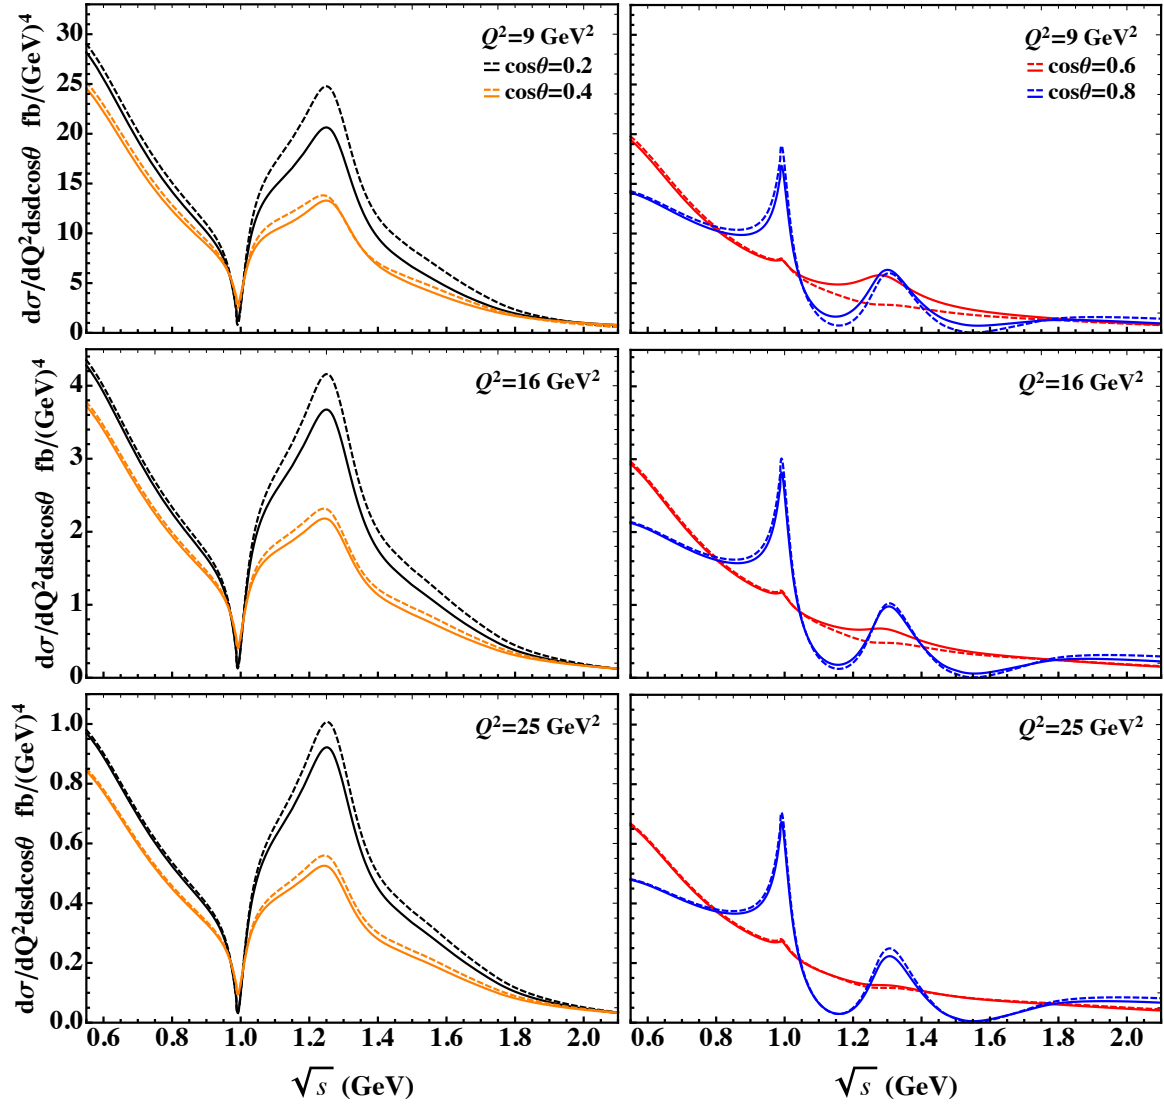 dσ/dQ²dsdcosθ fb/(GeV)⁴
30
25
20
15
10
5
0
Q²=9 GeV²
cosθ=0.2
cosθ=0.4
Q²=9 GeV²
cosθ=0.6
cosθ=0.8
dσ/dQ²dsdcosθ fb/(GeV)⁴
4
3
2
1
0
Q²=16 GeV²
Q²=16 GeV²
dσ/dQ²dsdcosθ fb/(GeV)⁴
1.0
0.8
0.6
0.4
0.2
0.0
Q²=25 GeV²
Q²=25 GeV²
0.6 0.8 1.0 1.2 1.4 1.6 1.8 2.0
0.6 0.8 1.0 1.2 1.4 1.6 1.8 2.0
√s (GeV)
√s (GeV)